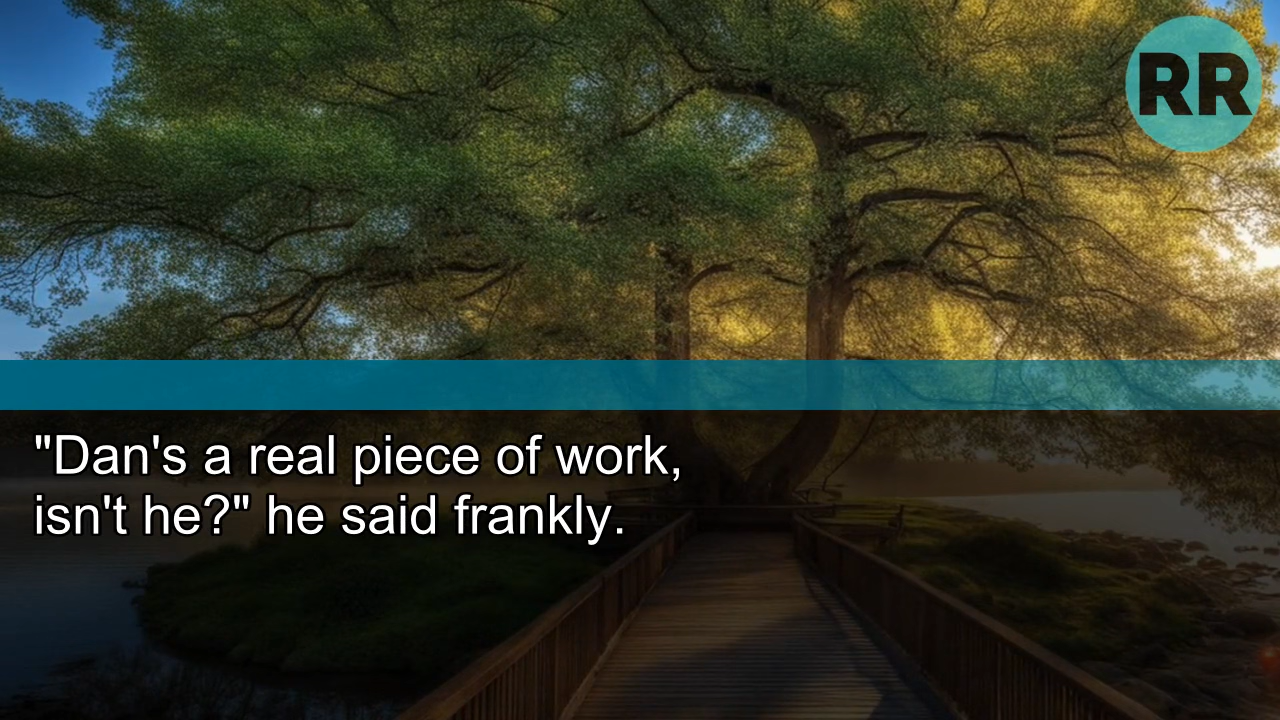 RR
"Dan's a real piece of work,
isn't he?" he said frankly.